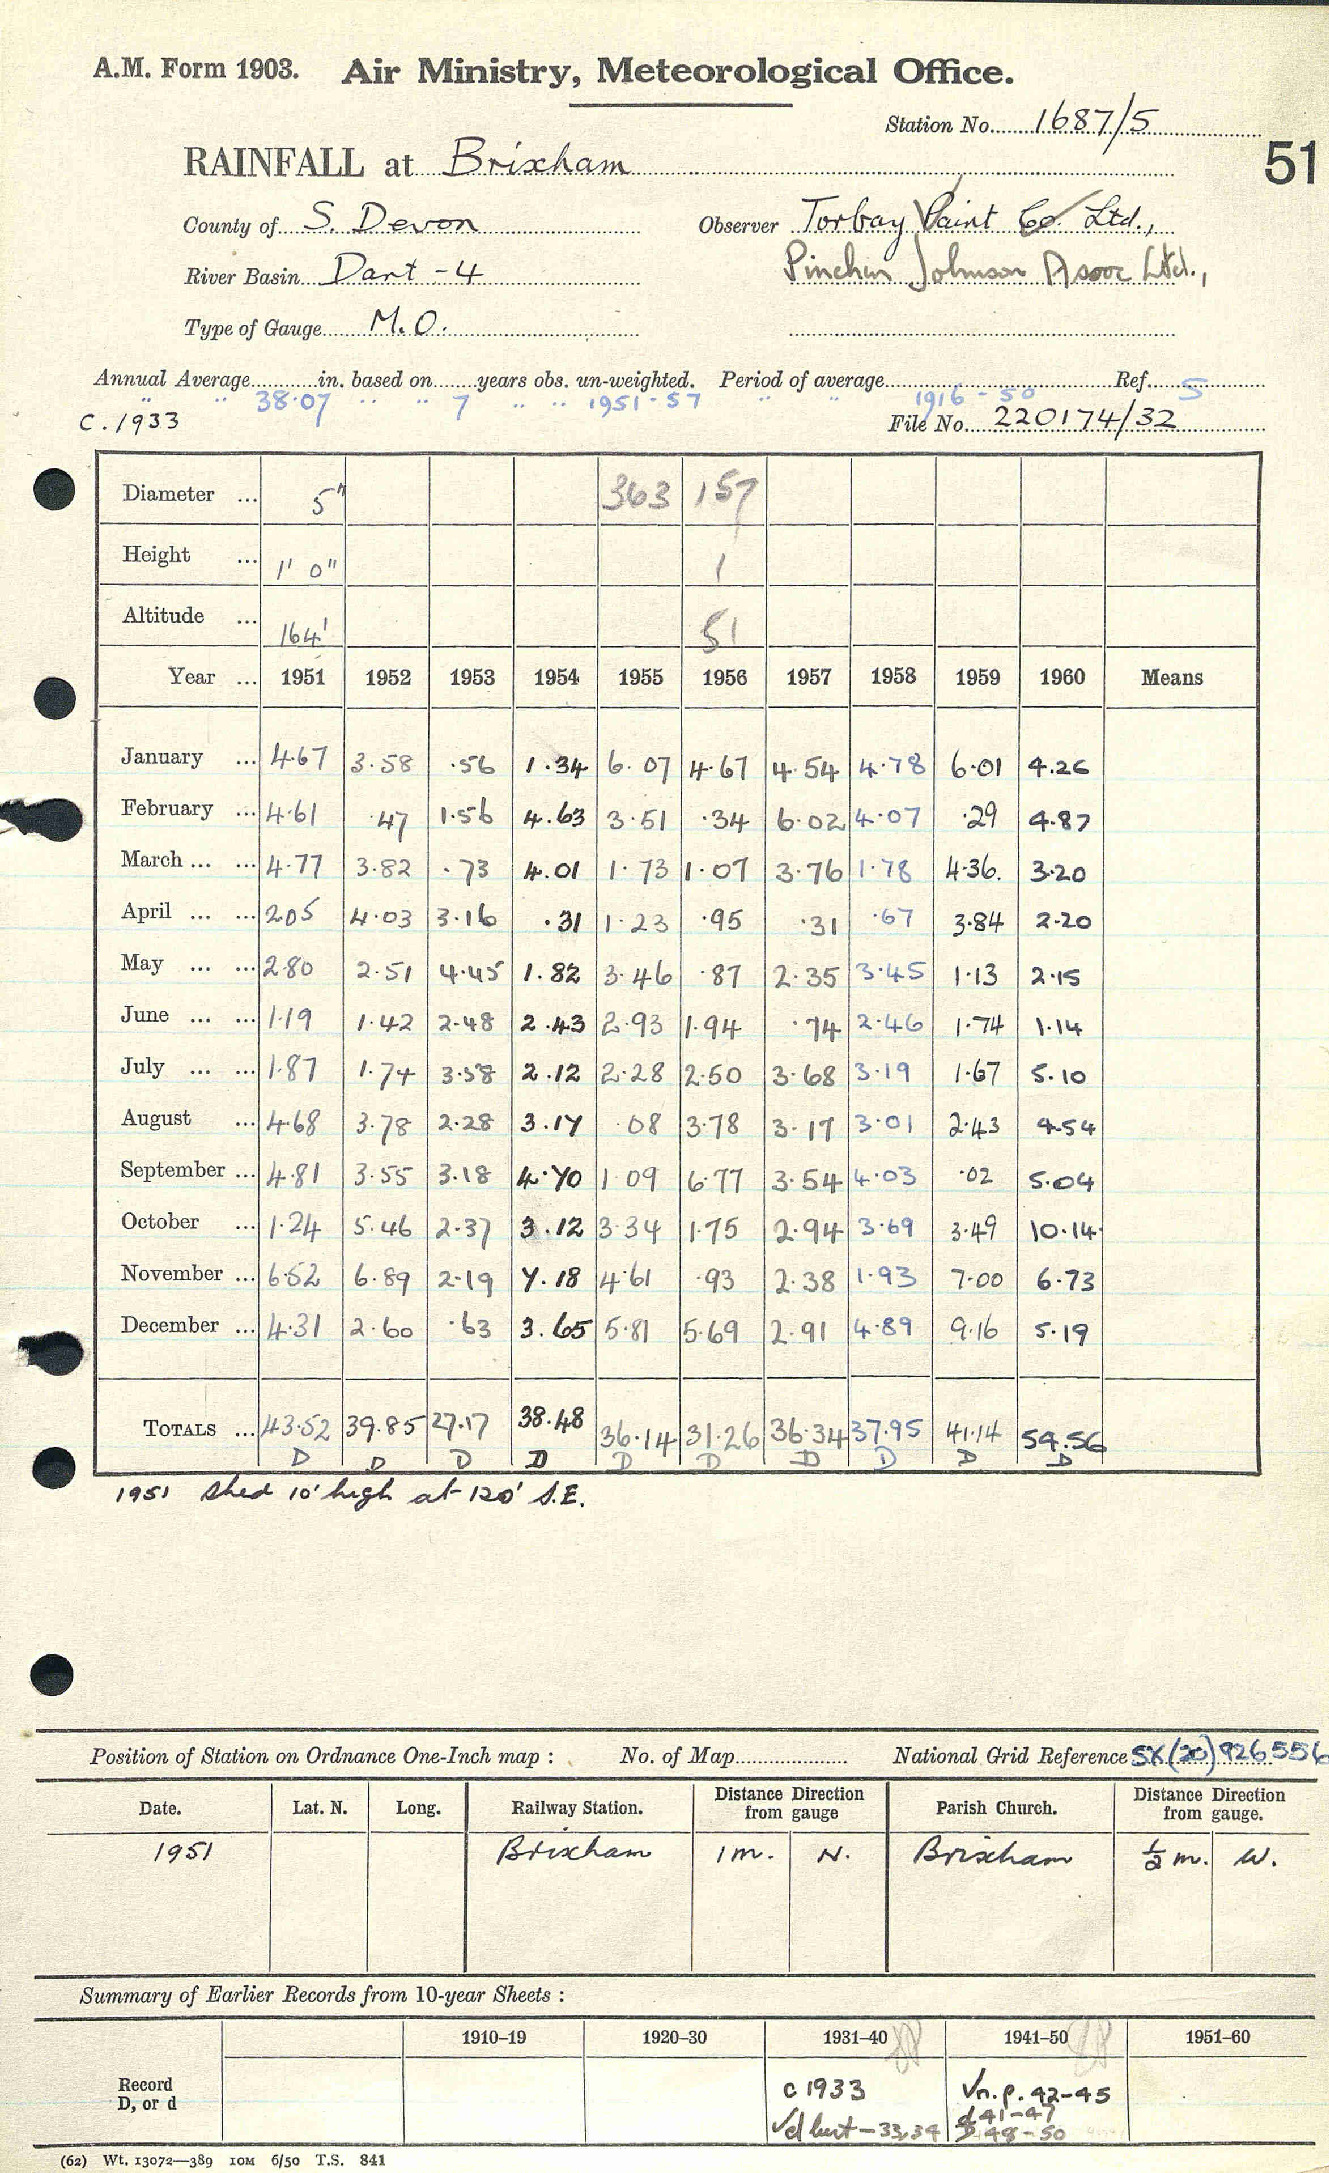 A.M. Form 1903. Air Ministry, Meteorological Office.
Station No. 1687/5
51
RAINFALL at Brixham
County of S. Devon Observer Torbay Paint Co. Ltd.,
River Basin Dart - 4 Pinchin Johnson Assoc Ltd.,
Type of Gauge M.O.
Annual Average in. based on years obs. un-weighted. Period of average Ref. 5
" " 38.07 " " 7 " " 1951-57 " " 1916-50
C. 1933 File No. 220174/32
Diameter ... 5" 363 157
Height ... 1' 0" 1
Altitude ... 164' 51
Year ... 1951 1952 1953 1954 1955 1956 1957 1958 1959 1960 Means
January ... 4.67 3.58 .56 1.34 6.07 4.67 4.54 4.78 6.01 4.26
February ... 4.61 .47 1.56 4.63 3.51 .34 6.02 4.07 .29 4.87
March ... ... 4.77 3.82 .73 4.01 1.73 1.07 3.76 1.78 4.36. 3.20
April ... ... 2.05 4.03 3.16 .31 1.23 .95 .31 .67 3.84 2.20
May ... ... 2.80 2.51 4.45 1.82 3.46 .87 2.35 3.45 1.13 2.15
June ... ... 1.19 1.42 2.48 2.43 2.93 1.94 .74 2.46 1.74 1.14
July ... ... 1.87 1.74 3.58 2.12 2.28 2.50 3.68 3.19 1.67 5.10
August ... 4.68 3.78 2.28 3.17 .08 3.78 3.17 3.01 2.43 4.54
September ... 4.81 3.55 3.18 4.70 1.09 6.77 3.54 4.03 .02 5.04
October ... 1.24 5.46 2.37 3.12 3.34 1.75 2.94 3.69 3.49 10.14
November ... 6.52 6.89 2.19 7.18 4.61 .93 2.38 1.93 7.00 6.73
December ... 4.31 2.60 .63 3.65 5.81 5.69 2.91 4.89 9.16 5.19
TOTALS ... 43.52 39.85 27.17 38.48 36.14 31.26 36.34 37.95 41.14 54.56
D D D D D D D D D D
1951 shed 10' high at 120' S.E.
Position of Station on Ordnance One-Inch map : No. of Map National Grid Reference SX(20) 926556
Date. Lat. N. Long. Railway Station. Distance Direction from gauge Parish Church. Distance Direction from gauge.
1951 Brixham 1 m. N. Brixham ½ m. W.
Summary of Earlier Records from 10-year Sheets :
1910–19 1920–30 1931–40 1941–50 1951–60
Record c 1933 Vn.p. 42-45
D, or d - 33,34 d 41-47
D 48-50
(62) Wt. 13072—389 10M 6/50 T.S. 841